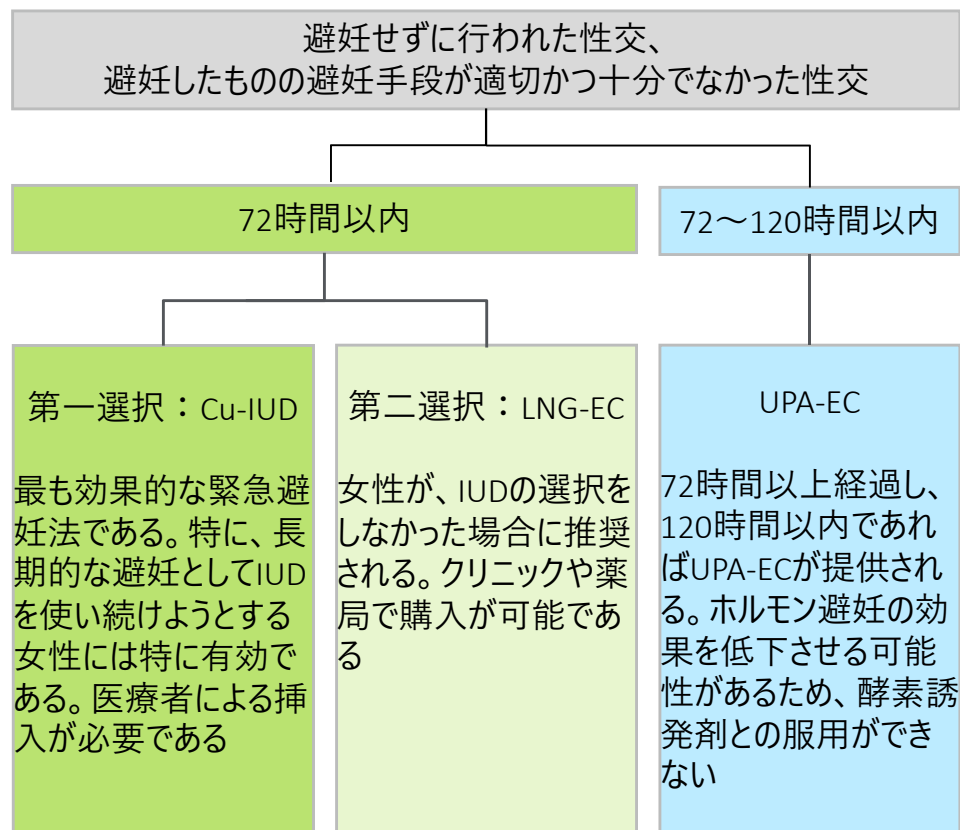 避妊せずに行われた性交、
避妊したものの避妊手段が適切かつ十分でなかった性交
72時間以内
72～120時間以内
第一選択：Cu-IUD
最も効果的な緊急避
妊法である。特に、長
期的な避妊としてIUD
を使い続けようとする
女性には特に有効で
ある。医療者による挿
入が必要である
第二選択：LNG-EC
女性が、IUDの選択を
しなかった場合に推奨
される。クリニックや薬
局で購入が可能であ
る
UPA-EC
72時間以上経過し、
120時間以内であれ
ばUPA-ECが提供され
る。ホルモン避妊の効
果を低下させる可能
性があるため、酵素誘
発剤との服用ができ
ない